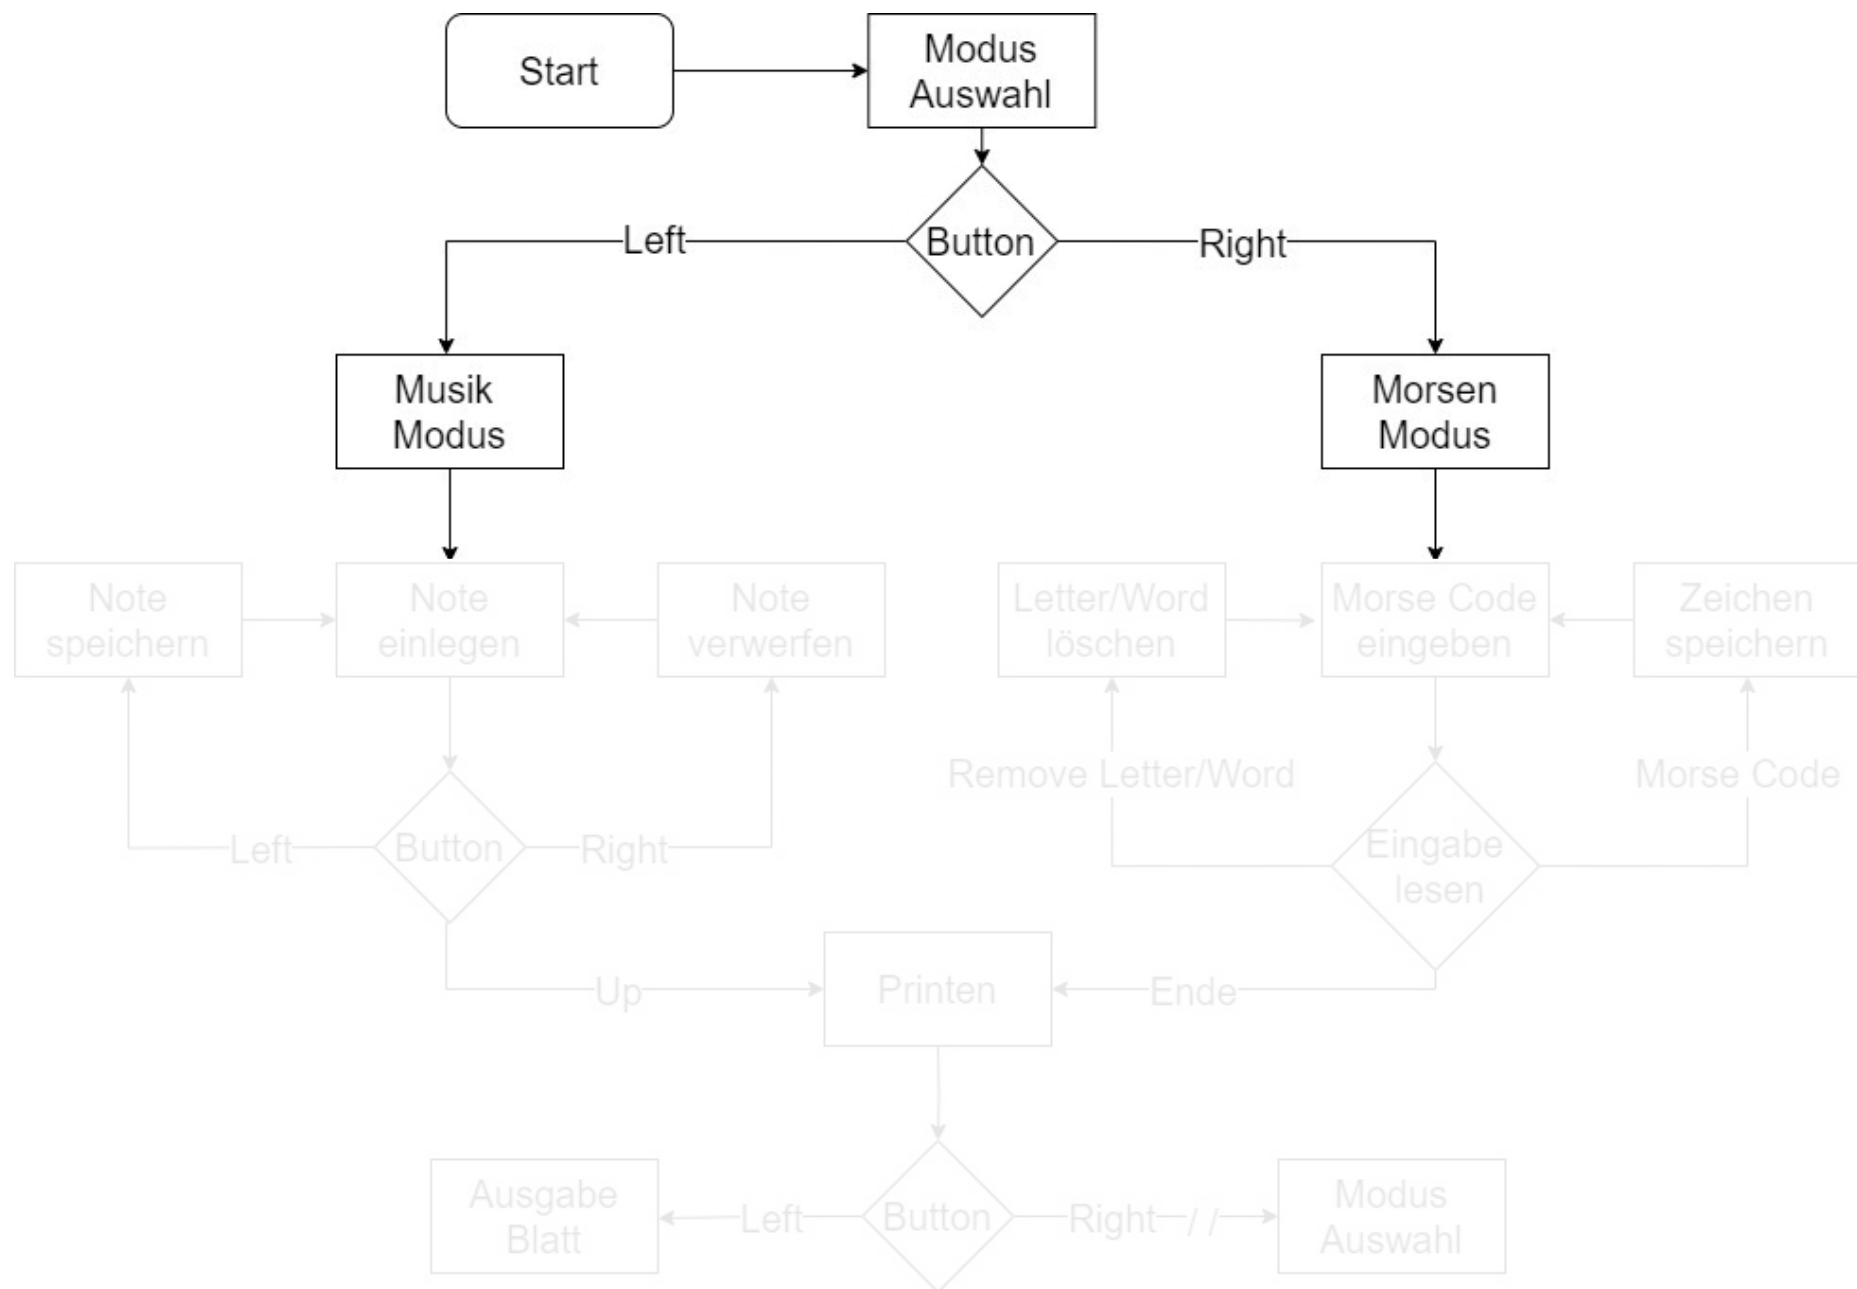 Start
Modus
Auswahl
Left
Button
Right
Musik
Modus
Morsen
Modus
Note
speichern
Note
einlegen
Note
verwerfen
Letter/Word
löschen
Morse Code
eingeben
Zeichen
speichern
Remove Letter/Word
Morse Code
Left
Button
Right
Eingabe
lesen
Up
Printen
Ende
Ausgabe
Blatt
Left
Button
Right
//
Modus
Auswahl